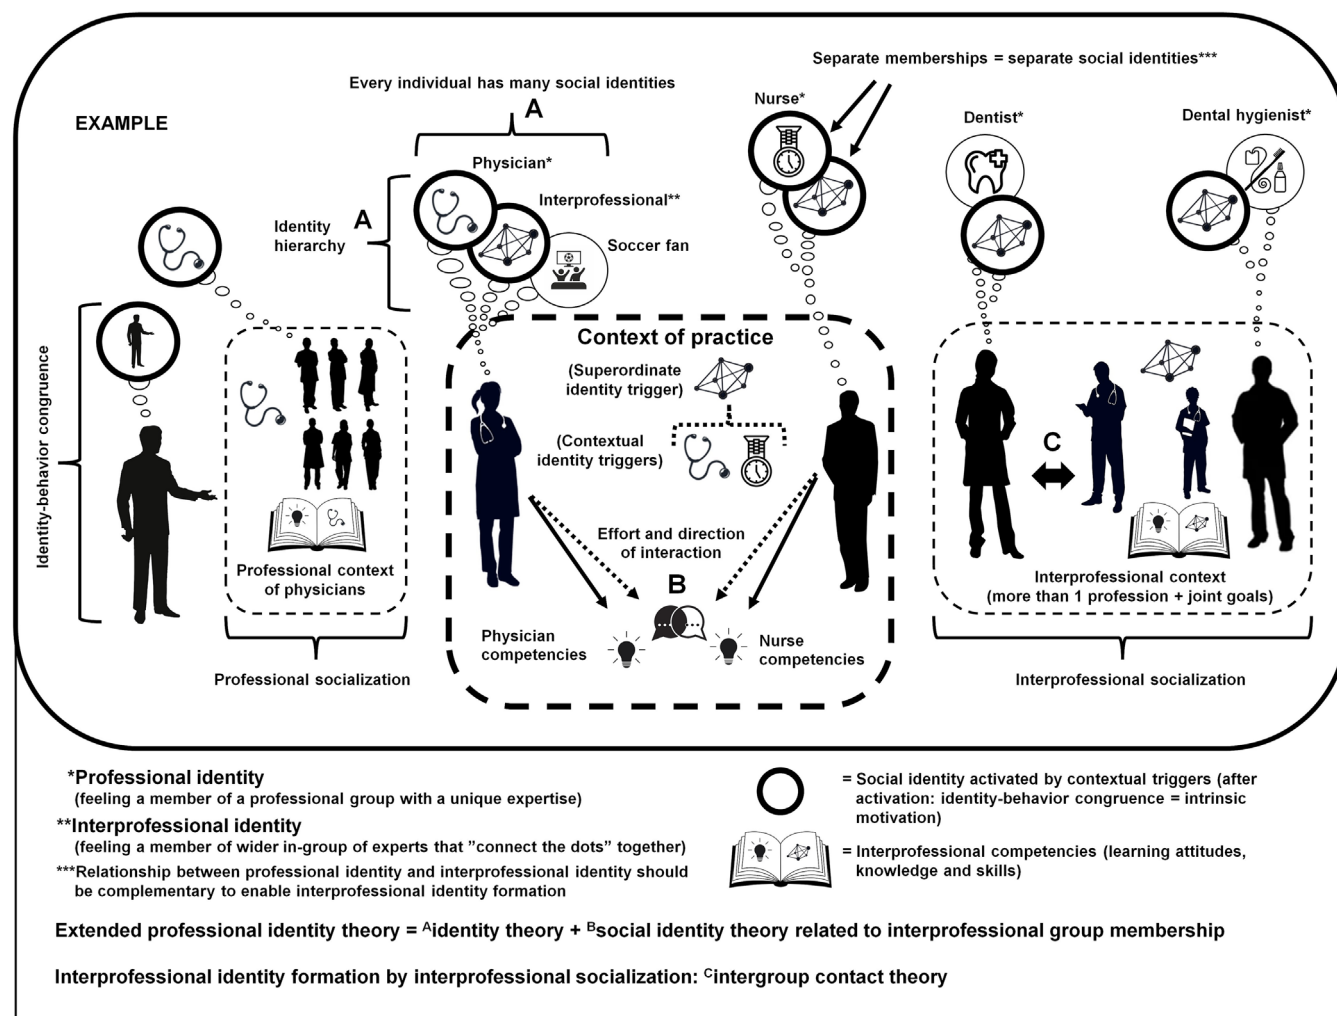 Separate memberships = separate social identities***
Every individual has many social identities
A
EXAMPLE
Nurse*
Dentist*
Dental hygienist*
Physician*
Interprofessional**
Soccer fan
Identity
hierarchy
A
Identity-behavior congruence
Professional context
of physicians
Professional socialization
Context of practice
(Superordinate
identity trigger)
(Contextual
identity triggers)
Effort and direction
of interaction
B
Physician
competencies
Nurse
competencies
C
Interprofessional context
(more than 1 profession + joint goals)
Interprofessional socialization
*Professional identity
(feeling a member of a professional group with a unique expertise)
**Interprofessional identity
(feeling a member of wider in-group of experts that ”connect the dots” together)
***Relationship between professional identity and interprofessional identity should
be complementary to enable interprofessional identity formation
= Social identity activated by contextual triggers (after
activation: identity-behavior congruence = intrinsic
motivation)
= Interprofessional competencies (learning attitudes,
knowledge and skills)
Extended professional identity theory = ᴬidentity theory + ᴮsocial identity theory related to interprofessional group membership
Interprofessional identity formation by interprofessional socialization: ᶜintergroup contact theory